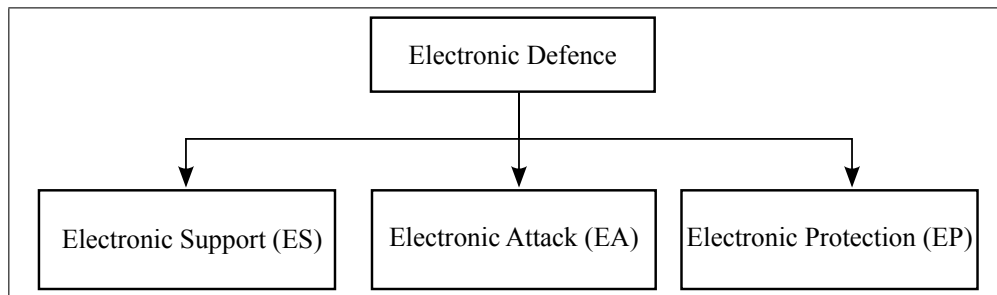 Electronic Defence
Electronic Support (ES)
Electronic Attack (EA)
Electronic Protection (EP)